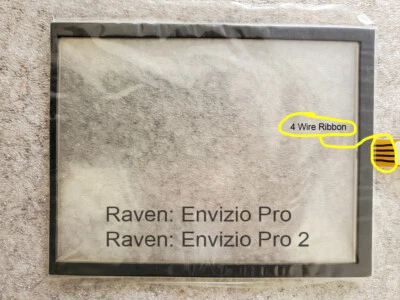 4 Wire Ribbon
Raven: Envizio Pro
Raven: Envizio Pro 2